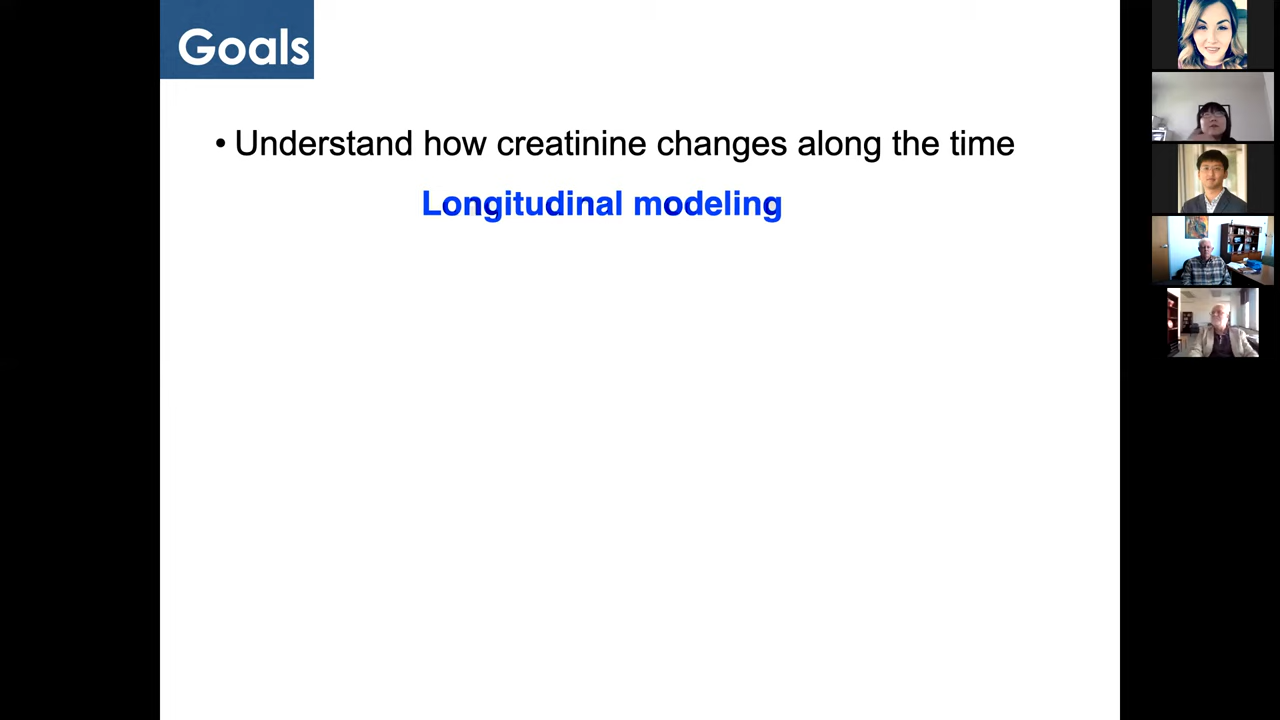 Goals
• Understand how creatinine changes along the time
Longitudinal modeling